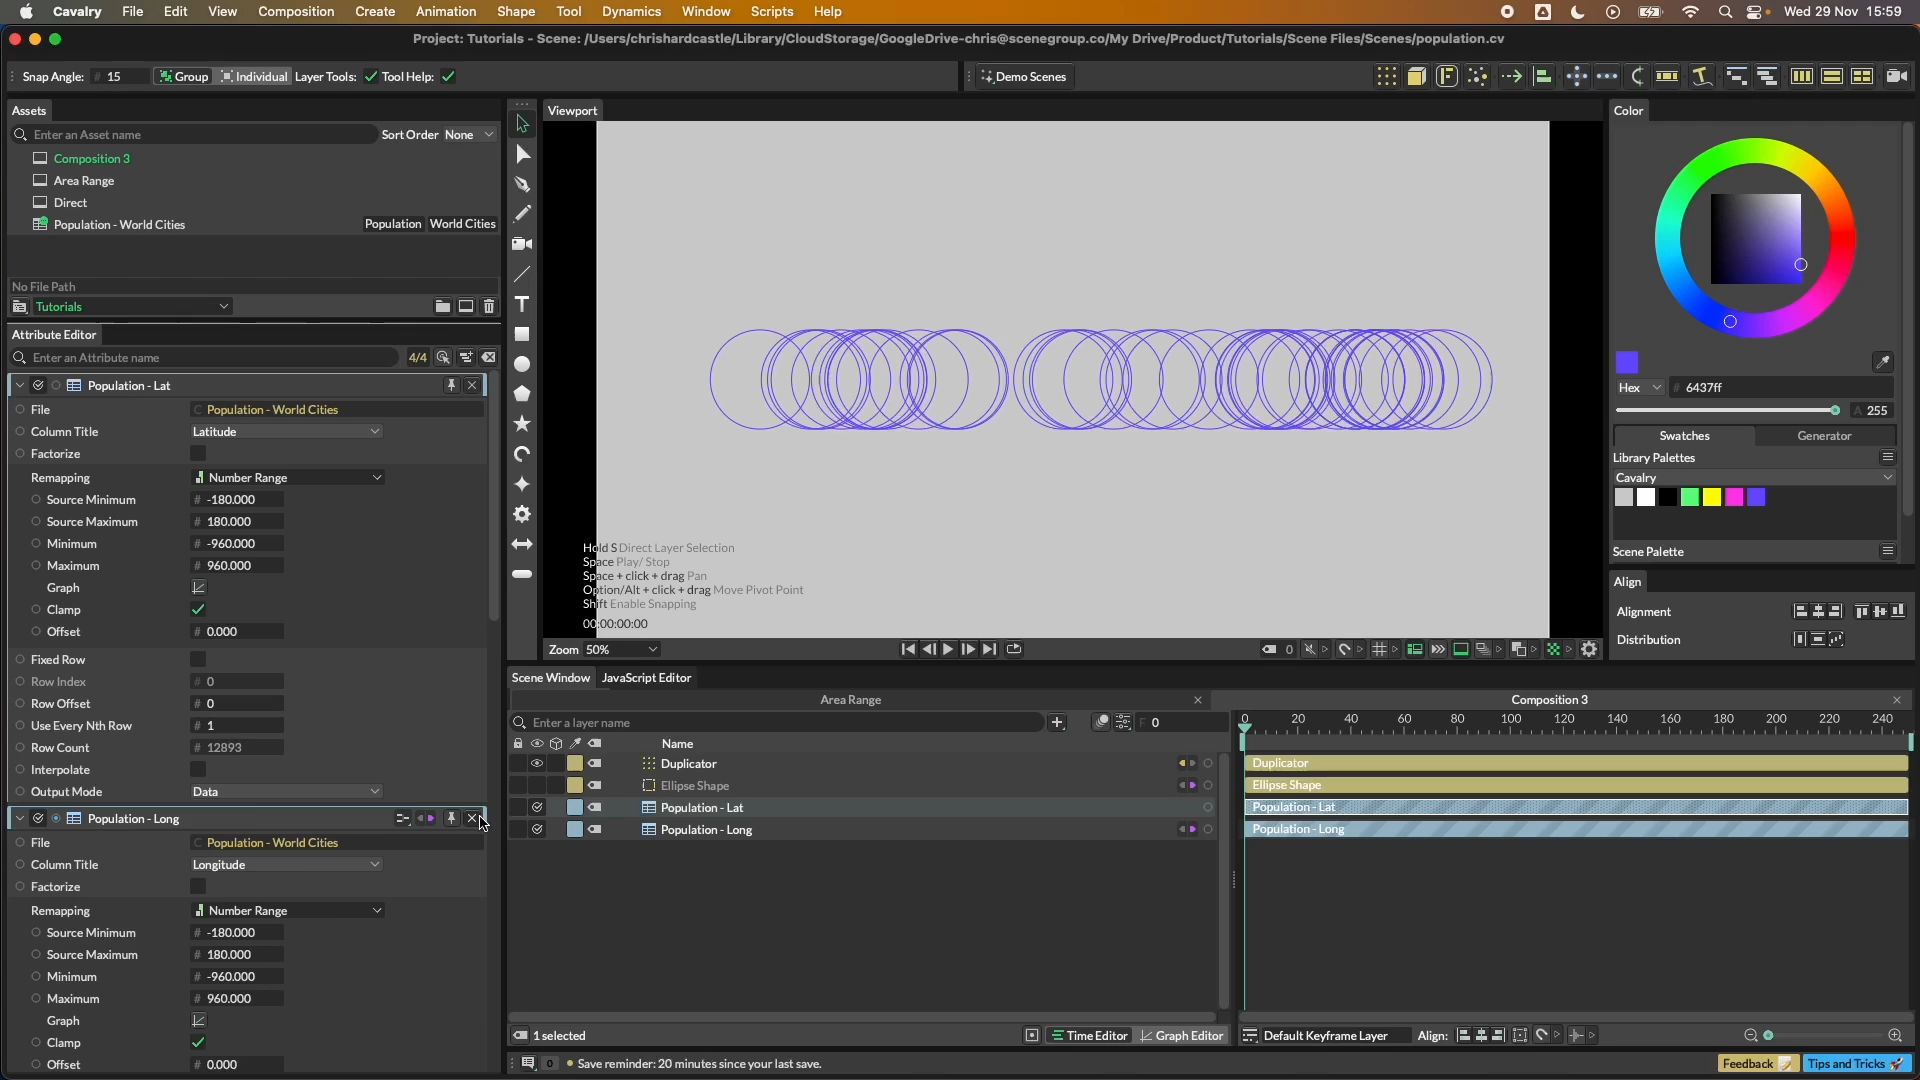 Cavalry File Edit View Composition Create Animation Shape Tool Dynamics Window Scripts Help Wed 29 Nov 15:59
Project: Tutorials - Scene: /Users/chrishardcastle/Library/CloudStorage/GoogleDrive-chris@scenegroup.co/My Drive/Product/Tutorials/Scene Files/Scenes/population.cv
Snap Angle: # 15 Group Individual Layer Tools: Tool Help: Demo Scenes
Assets
Enter an Asset name Sort Order None
Composition 3
Area Range
Direct
Population - World Cities Population World Cities
No File Path
Tutorials
Attribute Editor
Enter an Attribute name 4/4
Population - Lat
File C Population - World Cities
Column Title Latitude
Factorize
Remapping Number Range
Source Minimum # -180.000
Source Maximum # 180.000
Minimum # -960.000
Maximum # 960.000
Graph
Clamp
Offset # 0.000
Fixed Row
Row Index # 0
Row Offset # 0
Use Every Nth Row # 1
Row Count # 12893
Interpolate
Output Mode Data
Population - Long
File C Population - World Cities
Column Title Longitude
Factorize
Remapping Number Range
Source Minimum # -180.000
Source Maximum # 180.000
Minimum # -960.000
Maximum # 960.000
Graph
Clamp
Offset # 0.000
Viewport
Hold S Direct Layer Selection
Space Play/ Stop
Space + click + drag Pan
Option/Alt + click + drag Move Pivot Point
Shift Enable Snapping
00:00:00:00
Zoom 50% 0
Color
Hex # 6437ff
A 255
Swatches Generator
Library Palettes
Cavalry
Scene Palette
Align
Alignment
Distribution
Scene Window JavaScript Editor
Area Range Composition 3
Enter a layer name F 0 0 20 40 60 80 100 120 140 160 180 200 220 240
Name
Duplicator Duplicator
Ellipse Shape Ellipse Shape
Population - Lat Population - Lat
Population - Long Population - Long
1 selected Time Editor Graph Editor Default Keyframe Layer Align:
0 Save reminder: 20 minutes since your last save. Feedback Tips and Tricks